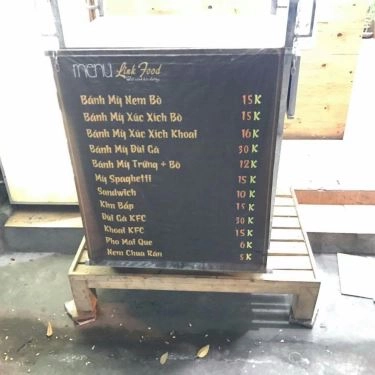 menu Link Food
Bánh Mỳ Nem Bò 15K
Bánh Mỳ Xúc Xích Bò 15K
Bánh Mỳ Xúc Xích Khoai 16K
Bánh Mỳ Đùi Gà 30K
Bánh Mỳ Trứng + Bò 12K
Mỳ Spaghetti 15K
Sandwich 10K
Kim Bắp 15K
Đùi Gà KFC 30K
Khoai KFC 15K
Pho Mai Que 6K
Nem Chua Rán 5K